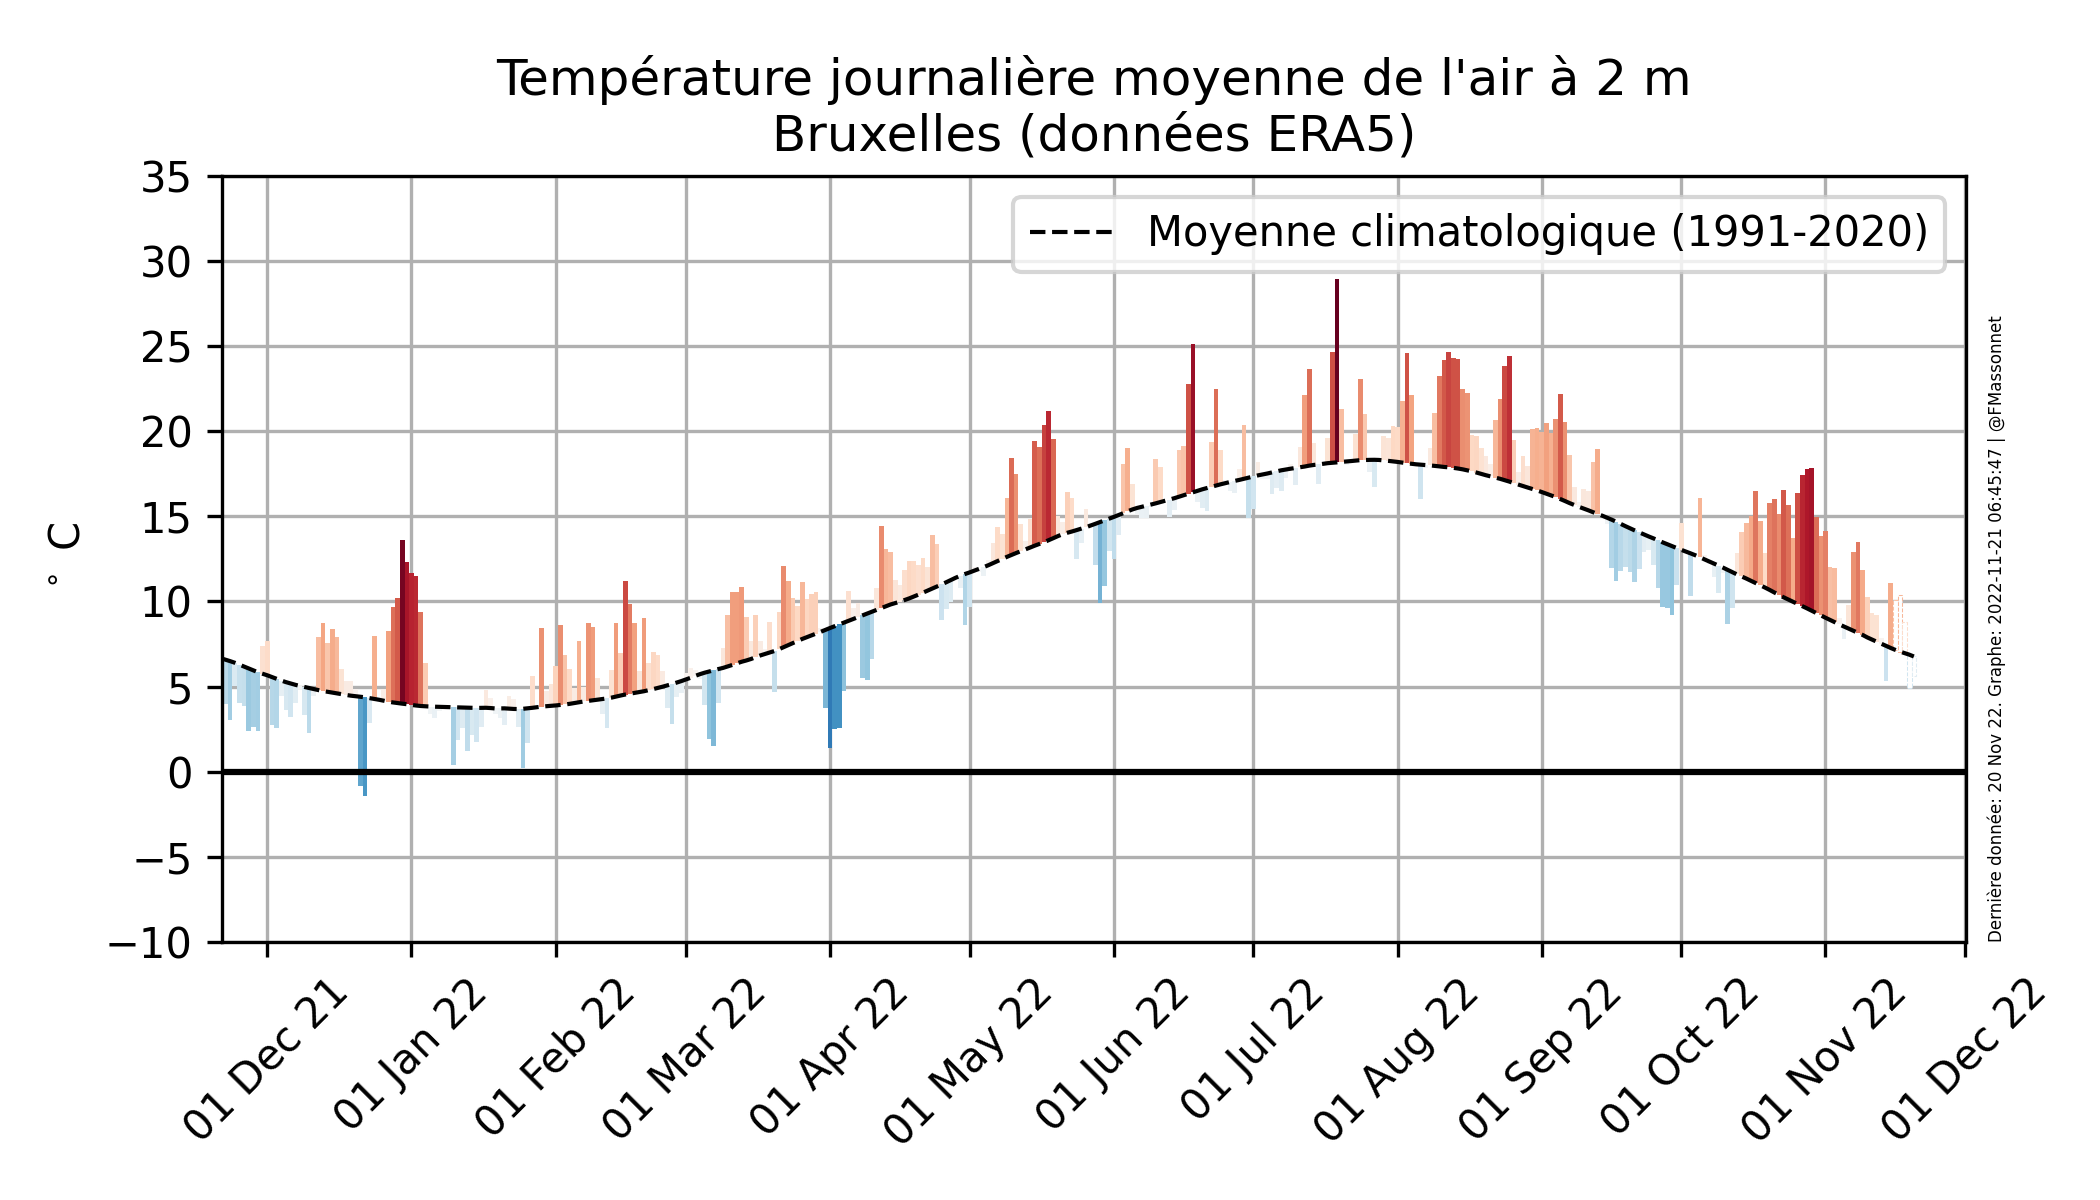 Température journalière moyenne de l'air à 2 m
Bruxelles (données ERA5)
Moyenne climatologique (1991-2020)
° C
35
30
25
20
15
10
5
0
−5
−10
01 Dec 21
01 Jan 22
01 Feb 22
01 Mar 22
01 Apr 22
01 May 22
01 Jun 22
01 Jul 22
01 Aug 22
01 Sep 22
01 Oct 22
01 Nov 22
01 Dec 22
Dernière donnée: 20 Nov 22. Graphe: 2022-11-21 06:45:47 | @FMassonnet